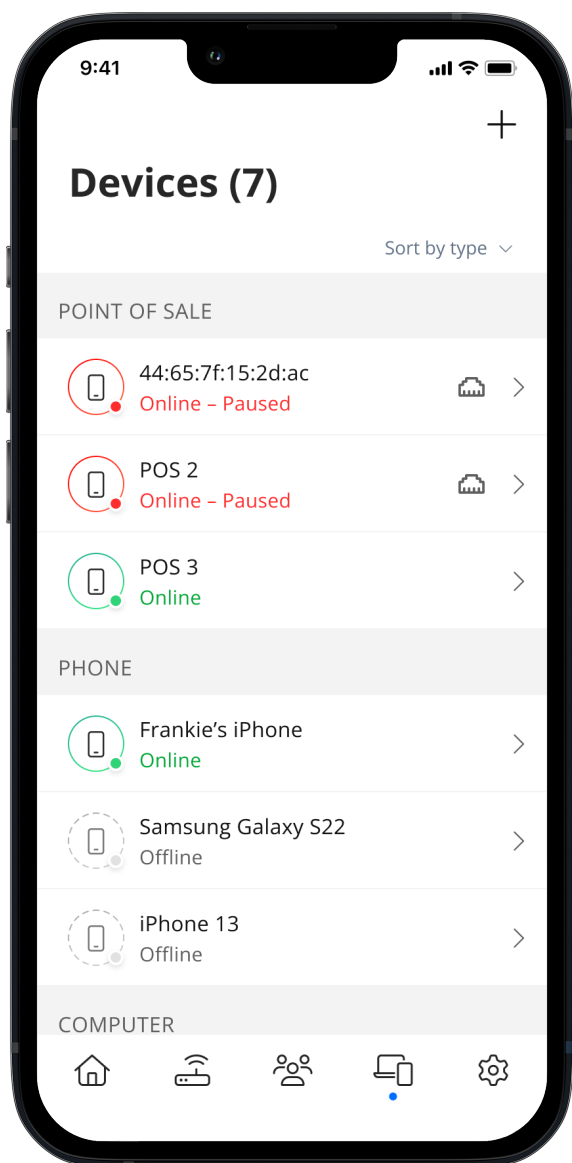 9:41
Devices (7)
Sort by type
POINT OF SALE
44:65:7f:15:2d:ac
Online – Paused
POS 2
Online – Paused
POS 3
Online
PHONE
Frankie’s iPhone
Online
Samsung Galaxy S22
Offline
iPhone 13
Offline
COMPUTER